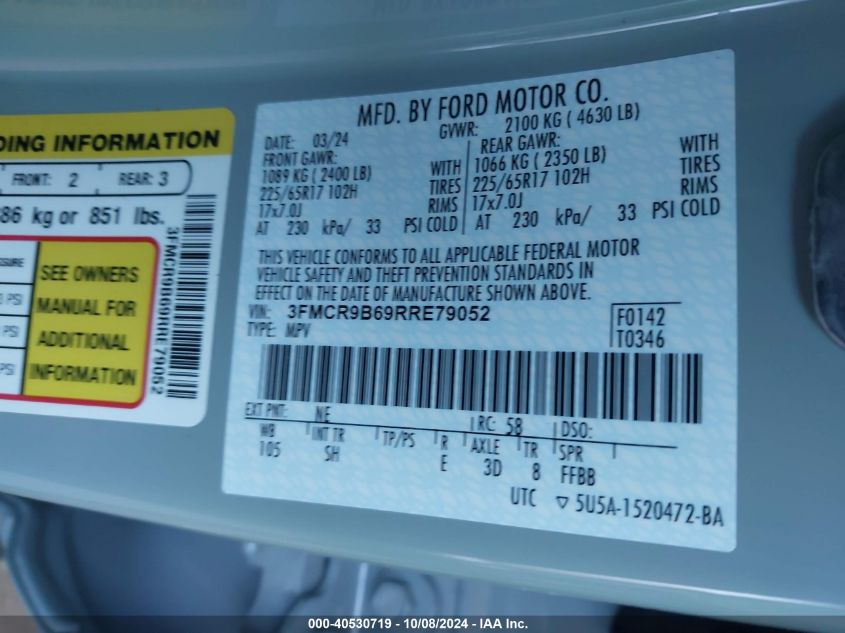 DING INFORMATION
FRONT: 2 REAR: 3
86 kg or 851 lbs.
SEE OWNERS
MANUAL FOR
ADDITIONAL
INFORMATION
PSI
PSI
PSI
3FMCR9B69RRE79052
MFD. BY FORD MOTOR CO.
DATE: 03/24 GVWR: 2100 KG ( 4630 LB)
FRONT GAWR: REAR GAWR:
1089 KG ( 2400 LB) WITH 1066 KG ( 2350 LB) WITH
225/65R17 102H TIRES 225/65R17 102H TIRES
17x7.0J RIMS 17x7.0J RIMS
AT 230 kPa/ 33 PSI COLD AT 230 kPa/ 33 PSI COLD
THIS VEHICLE CONFORMS TO ALL APPLICABLE FEDERAL MOTOR
VEHICLE SAFETY AND THEFT PREVENTION STANDARDS IN
EFFECT ON THE DATE OF MANUFACTURE SHOWN ABOVE.
VIN: 3FMCR9B69RRE79052 F0142
TYPE: MPV T0346
EXT PNT: NE RC: 58 DSO:
WB INT TR TP/PS R AXLE TR SPR
105 SH E 3D 8 FFBB
UTC 5U5A-1520472-BA
000-40530719 - 10/08/2024 - IAA Inc.